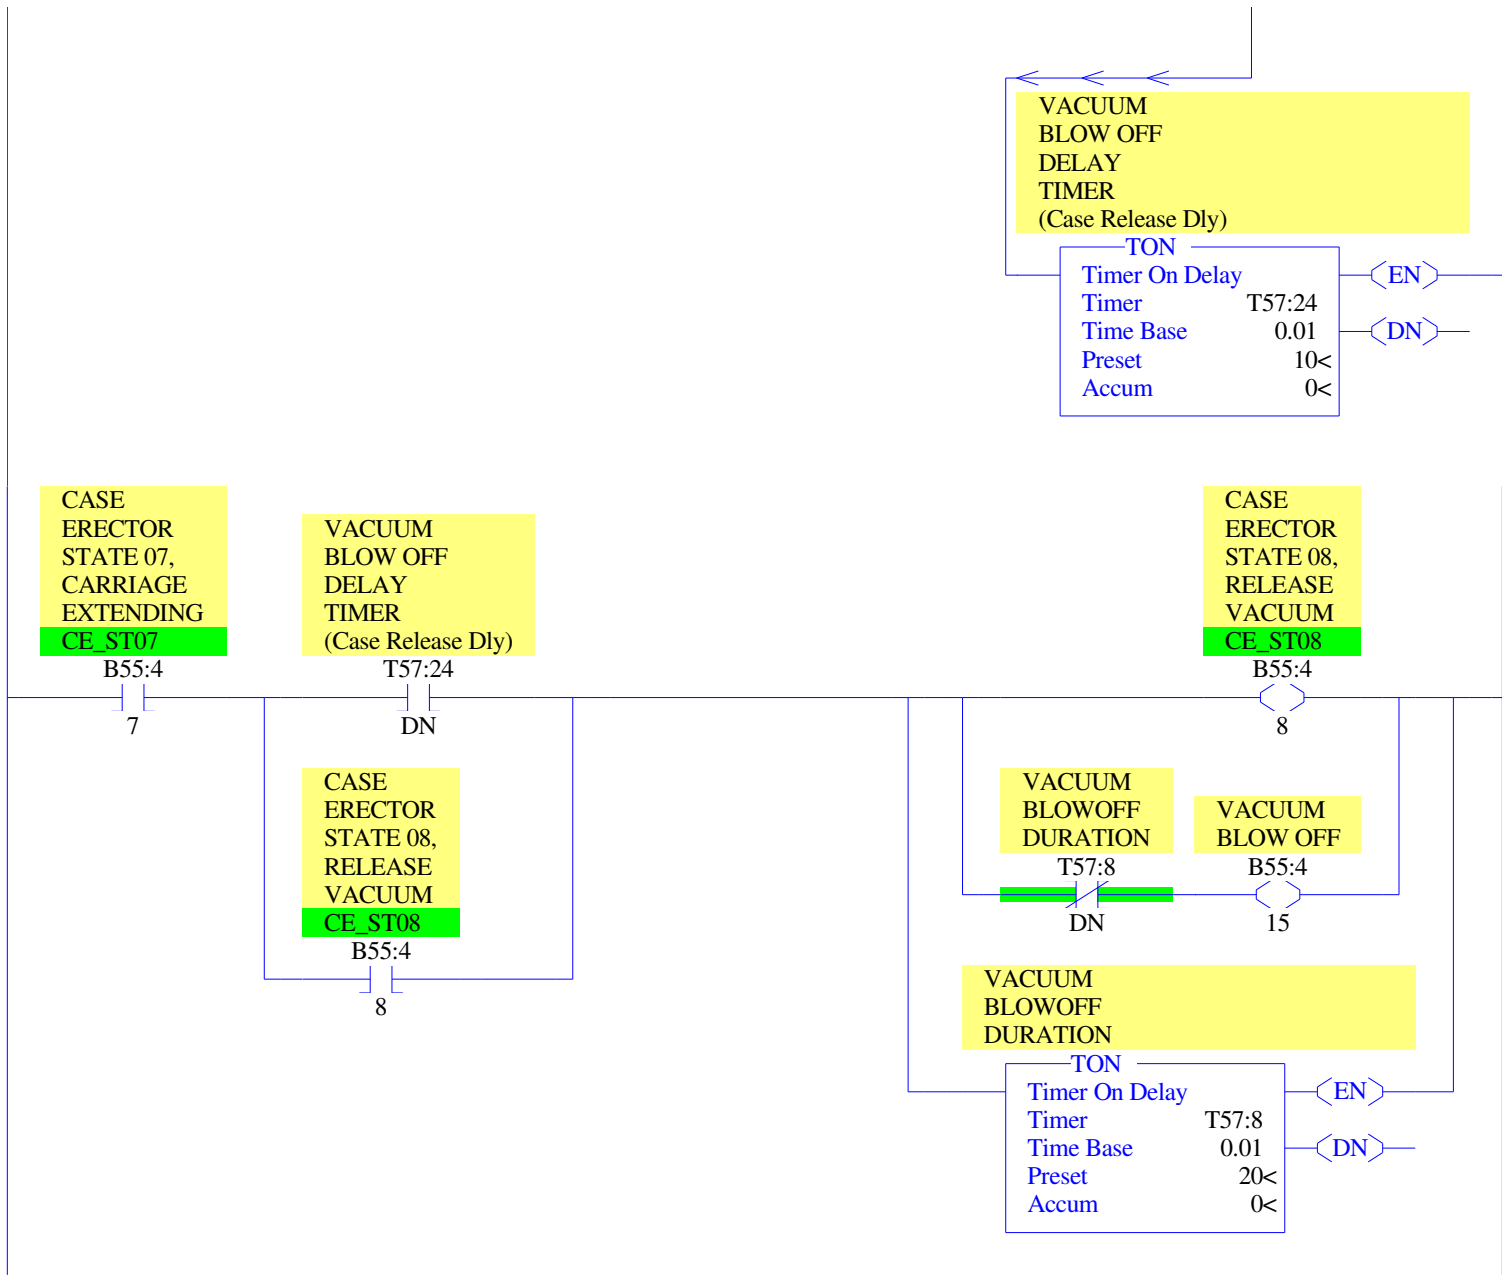 VACUUM
BLOW OFF
DELAY
TIMER
(Case Release Dly)
TON
Timer On Delay
EN
Timer T57:24
Time Base 0.01
DN
Preset 10<
Accum 0<
CASE
ERECTOR
STATE 07,
CARRIAGE
EXTENDING
CE_ST07
B55:4
7
VACUUM
BLOW OFF
DELAY
TIMER
(Case Release Dly)
T57:24
DN
CASE
ERECTOR
STATE 08,
RELEASE
VACUUM
CE_ST08
B55:4
8
CASE
ERECTOR
STATE 08,
RELEASE
VACUUM
CE_ST08
B55:4
8
VACUUM
BLOWOFF
DURATION
T57:8
DN
VACUUM
BLOW OFF
B55:4
15
VACUUM
BLOWOFF
DURATION
TON
Timer On Delay
EN
Timer T57:8
Time Base 0.01
DN
Preset 20<
Accum 0<